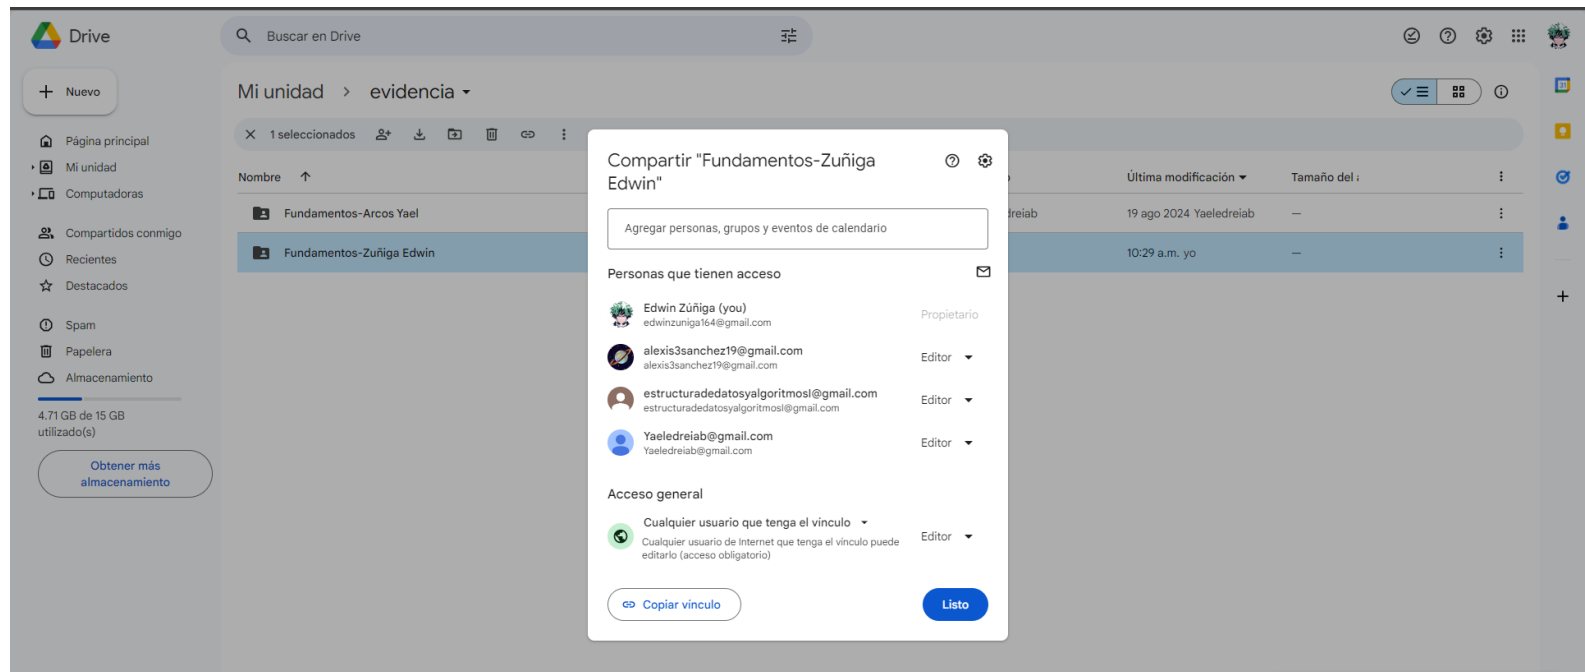 Drive
Buscar en Drive
Nuevo
Mi unidad > evidencia
1 seleccionados
Página principal
Mi unidad
Computadoras
Compartidos conmigo
Recientes
Destacados
Spam
Papelera
Almacenamiento
4.71 GB de 15 GB
utilizado(s)
Obtener más
almacenamiento
Nombre
Última modificación
Tamaño del
Fundamentos-Arcos Yael
dreiab
19 ago 2024 Yaeledreiab
—
Fundamentos-Zuñiga Edwin
10:29 a.m. yo
—
Compartir "Fundamentos-Zuñiga
Edwin"
Agregar personas, grupos y eventos de calendario
Personas que tienen acceso
Edwin Zúñiga (you)
edwinzuniga164@gmail.com
Propietario
alexis3sanchez19@gmail.com
alexis3sanchez19@gmail.com
Editor
estructuradedatosyalgoritmosl@gmail.com
estructuradedatosyalgoritmosl@gmail.com
Editor
Yaeledreiab@gmail.com
Yaeledreiab@gmail.com
Editor
Acceso general
Cualquier usuario que tenga el vínculo
Cualquier usuario de Internet que tenga el vínculo puede
editarlo (acceso obligatorio)
Editor
Copiar vínculo
Listo
31